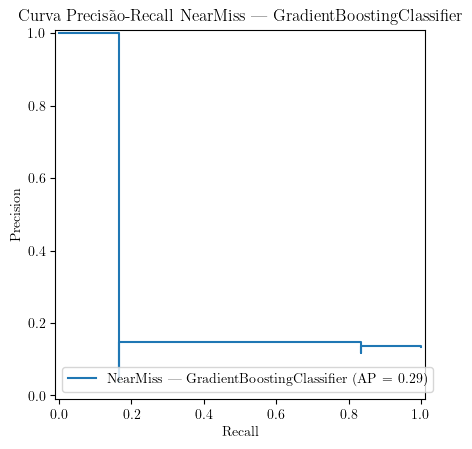 Curva Precisão-Recall NearMiss — GradientBoostingClassifier
1.0
0.8
0.6
0.4
0.2
0.0
Precision
NearMiss — GradientBoostingClassifier (AP = 0.29)
0.0 0.2 0.4 0.6 0.8 1.0
Recall